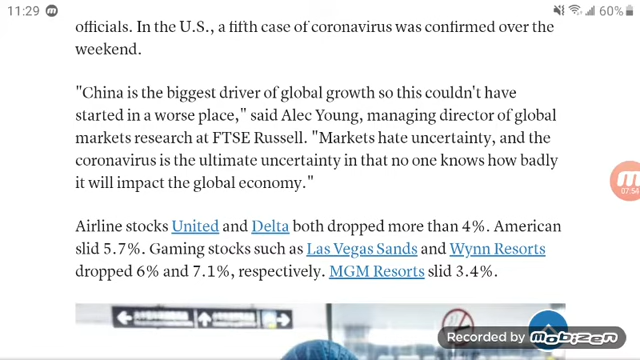 11:29
60%
officials. In the U.S., a fifth case of coronavirus was confirmed over the
weekend.
"China is the biggest driver of global growth so this couldn't have
started in a worse place," said Alec Young, managing director of global
markets research at FTSE Russell. "Markets hate uncertainty, and the
coronavirus is the ultimate uncertainty in that no one knows how badly
it will impact the global economy."
07:54
Airline stocks United and Delta both dropped more than 4%. American
slid 5.7%. Gaming stocks such as Las Vegas Sands and Wynn Resorts
dropped 6% and 7.1%, respectively. MGM Resorts slid 3.4%.
Recorded by mobizen